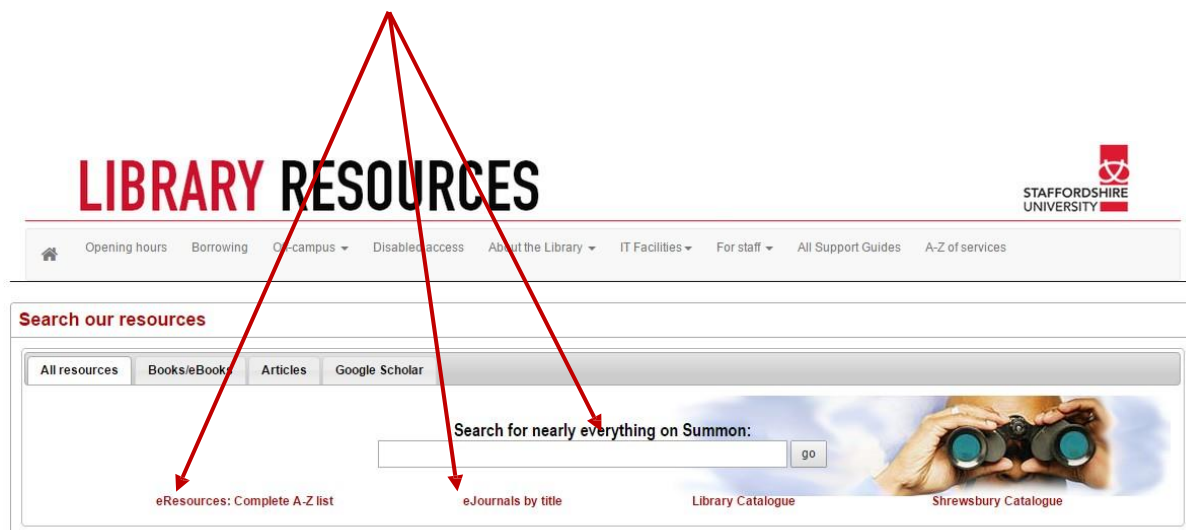 LIBRARY RESOURCES
STAFFORDSHIRE
UNIVERSITY
Opening hours Borrowing Off-campus Disabled access About the Library IT Facilities For staff All Support Guides A-Z of services
Search our resources
All resources Books/eBooks Articles Google Scholar
Search for nearly everything on Summon:
go
eResources: Complete A-Z list eJournals by title Library Catalogue Shrewsbury Catalogue